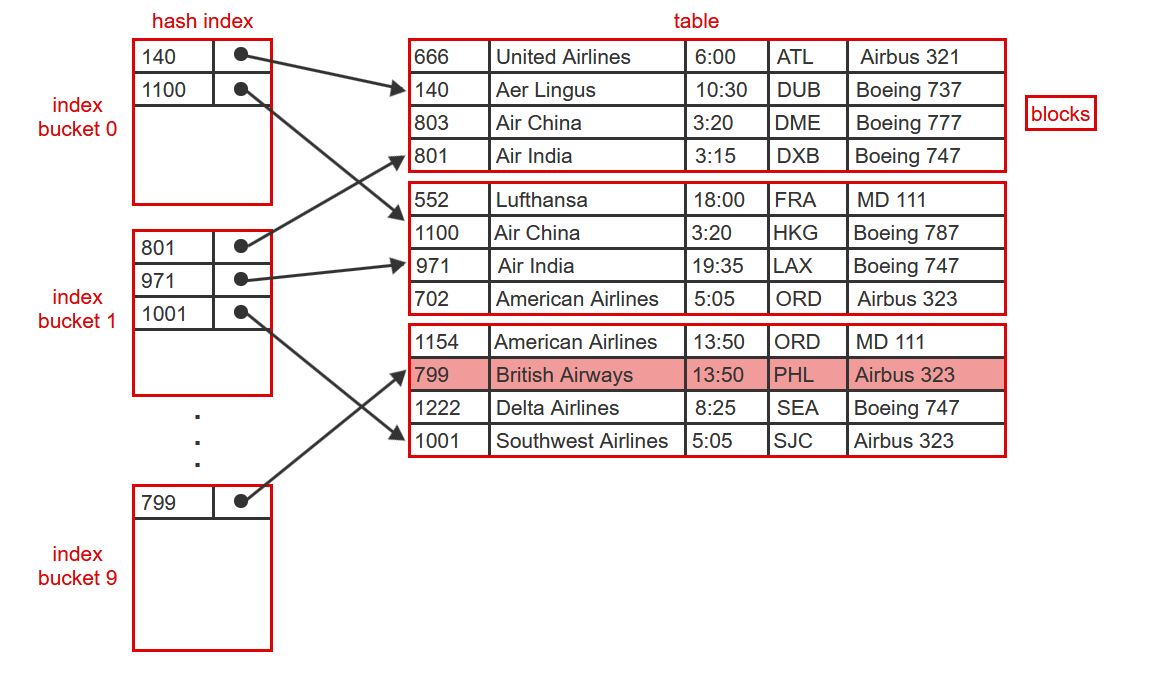 hash index
140
1100
index
bucket 0
801
971
1001
index
bucket 1
.
.
.
799
index
bucket 9
table
666 United Airlines 6:00 ATL Airbus 321
140 Aer Lingus 10:30 DUB Boeing 737
803 Air China 3:20 DME Boeing 777
801 Air India 3:15 DXB Boeing 747
552 Lufthansa 18:00 FRA MD 111
1100 Air China 3:20 HKG Boeing 787
971 Air India 19:35 LAX Boeing 747
702 American Airlines 5:05 ORD Airbus 323
1154 American Airlines 13:50 ORD MD 111
799 British Airways 13:50 PHL Airbus 323
1222 Delta Airlines 8:25 SEA Boeing 747
1001 Southwest Airlines 5:05 SJC Airbus 323
blocks